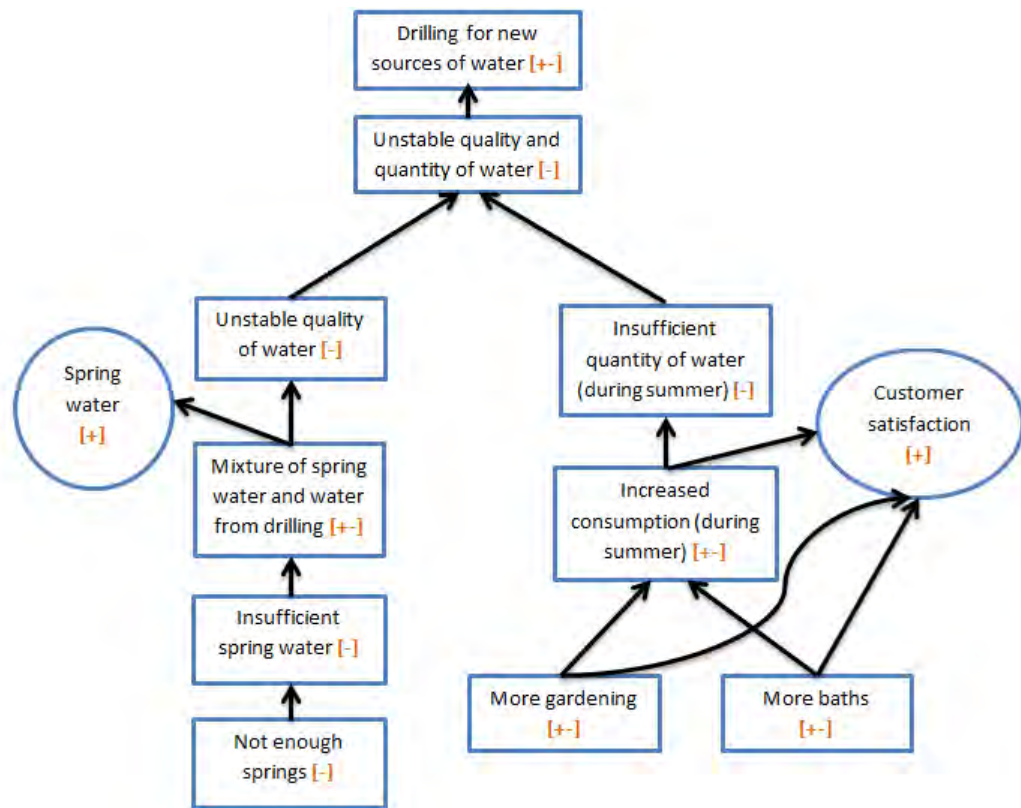 Drilling for new
sources of water [+-]
Unstable quality and
quantity of water [-]
Unstable quality
of water [-]
Insufficient
quantity of water
(during summer) [-]
Spring
water
[+]
Customer
satisfaction
[+]
Mixture of spring
water and water
from drilling [+-]
Increased
consumption (during
summer) [+-]
Insufficient
spring water [-]
More gardening
[+-]
More baths
[+-]
Not enough
springs [-]